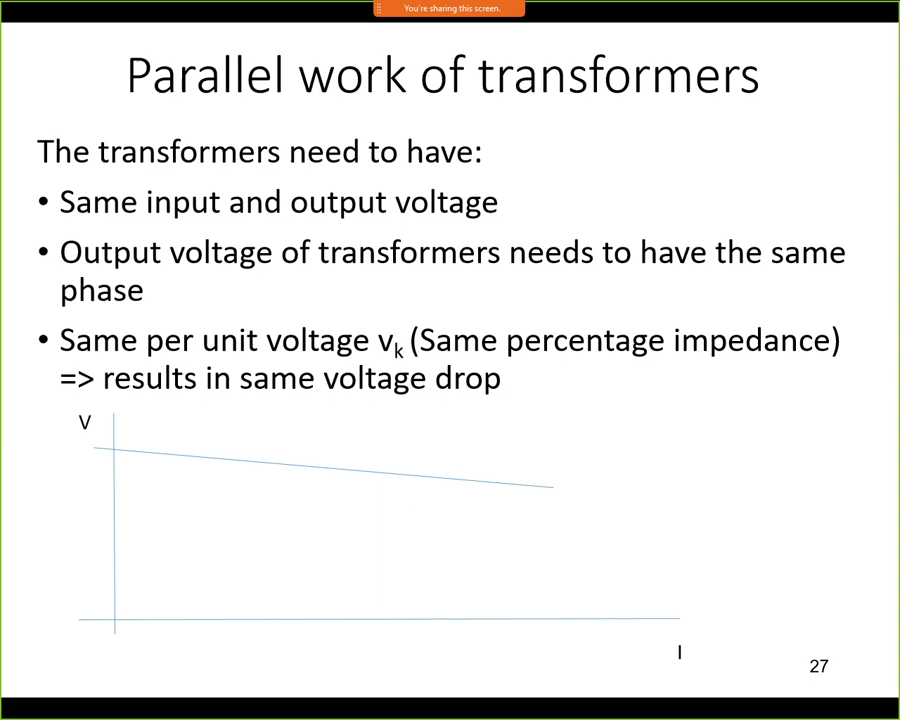 You're sharing this screen.
Parallel work of transformers
The transformers need to have:
• Same input and output voltage
• Output voltage of transformers needs to have the same
phase
• Same per unit voltage vk (Same percentage impedance)
=> results in same voltage drop
V
I
27